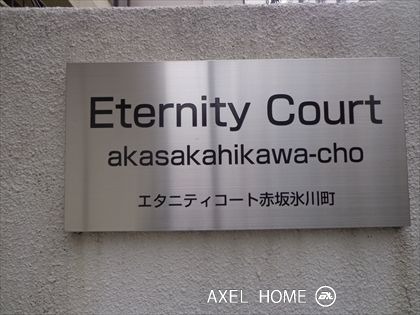 Eternity Court
akasakahikawa-cho
エタニティコート赤坂氷川町
AXEL HOME